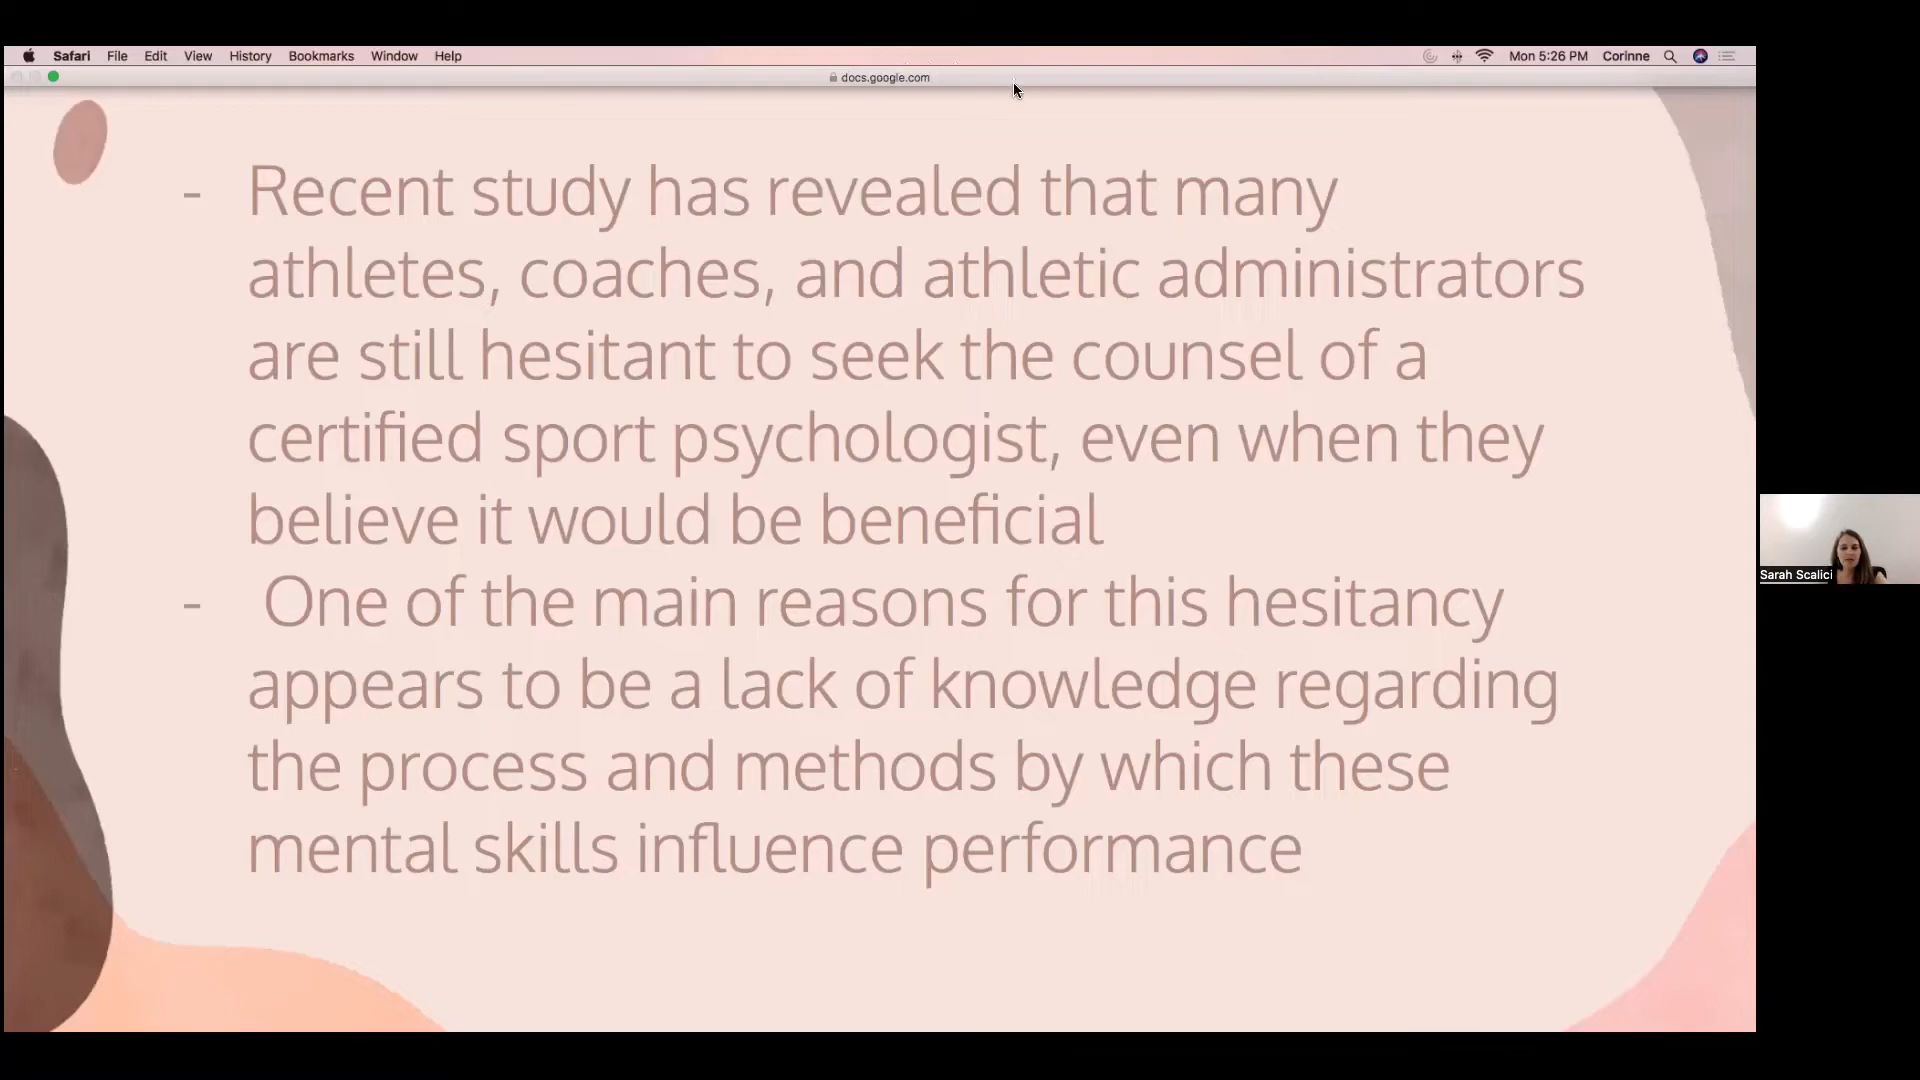 Safari File Edit View History Bookmarks Window Help Mon 5:26 PM Corinne
docs.google.com
- Recent study has revealed that many
athletes, coaches, and athletic administrators
are still hesitant to seek the counsel of a
certified sport psychologist, even when they
believe it would be beneficial
- One of the main reasons for this hesitancy
appears to be a lack of knowledge regarding
the process and methods by which these
mental skills influence performance
Sarah Scalici